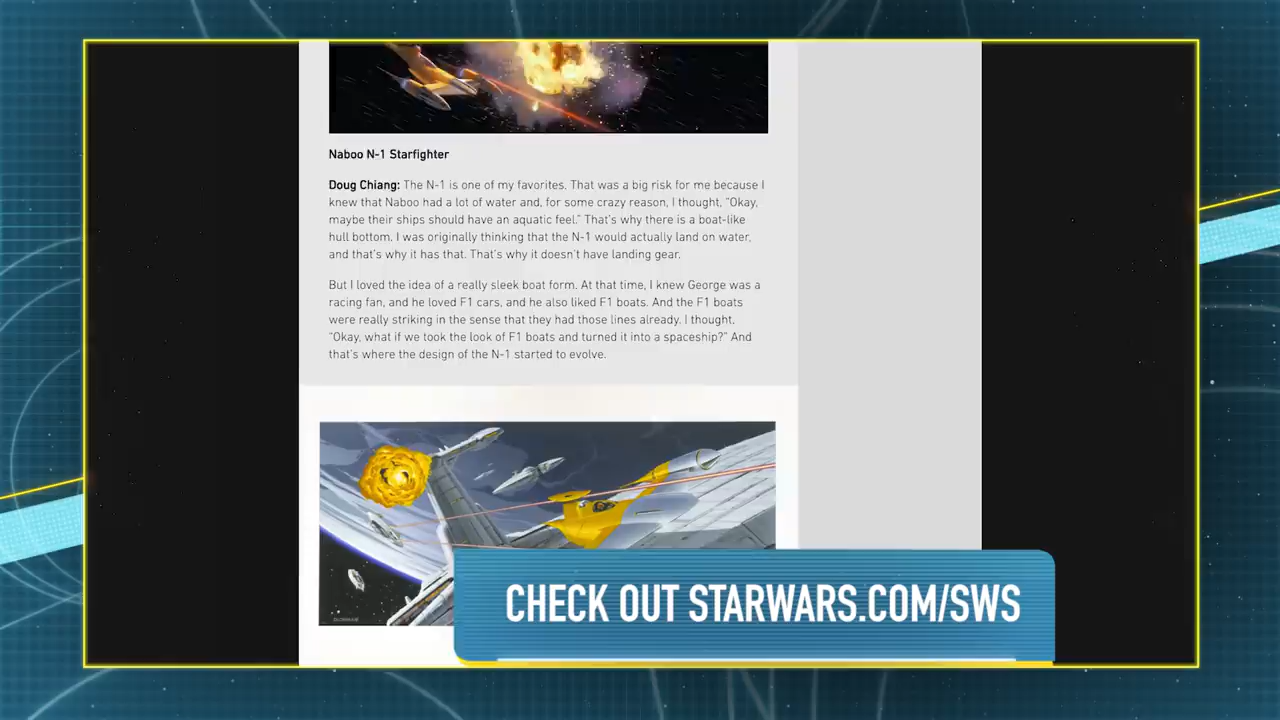 Naboo N-1 Starfighter
Doug Chiang: The N-1 is one of my favorites. That was a big risk for me because I
knew that Naboo had a lot of water and, for some crazy reason, I thought, “Okay,
maybe their ships should have an aquatic feel.” That’s why there is a boat-like
hull bottom. I was originally thinking that the N-1 would actually land on water,
and that’s why it has that. That’s why it doesn’t have landing gear.
But I loved the idea of a really sleek boat form. At that time, I knew George was a
racing fan, and he loved F1 cars, and he also liked F1 boats. And the F1 boats
were really striking in the sense that they had those lines already. I thought,
“Okay, what if we took the look of F1 boats and turned it into a spaceship?” And
that’s where the design of the N-1 started to evolve.
CHECK OUT STARWARS.COM/SWS